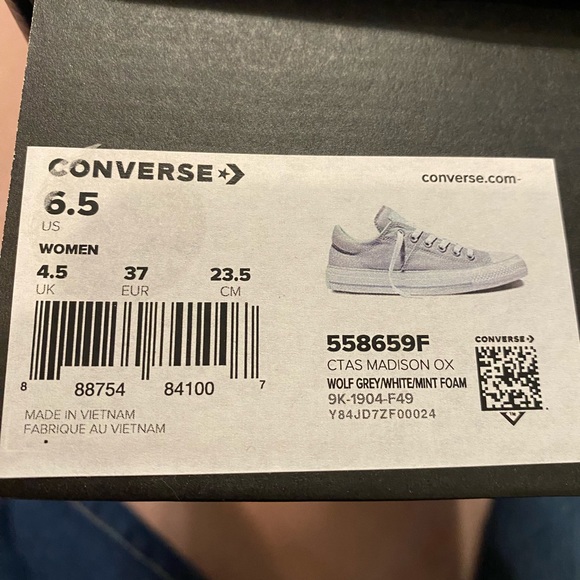 CONVERSE
converse.com-
6.5
US
WOMEN
4.5 37 23.5
UK EUR CM
8 88754 84100 7
MADE IN VIETNAM
FABRIQUE AU VIETNAM
558659F
CTAS MADISON OX
WOLF GREY/WHITE/MINT FOAM
9K-1904-F49
Y84JD7ZF00024
CONVERSE